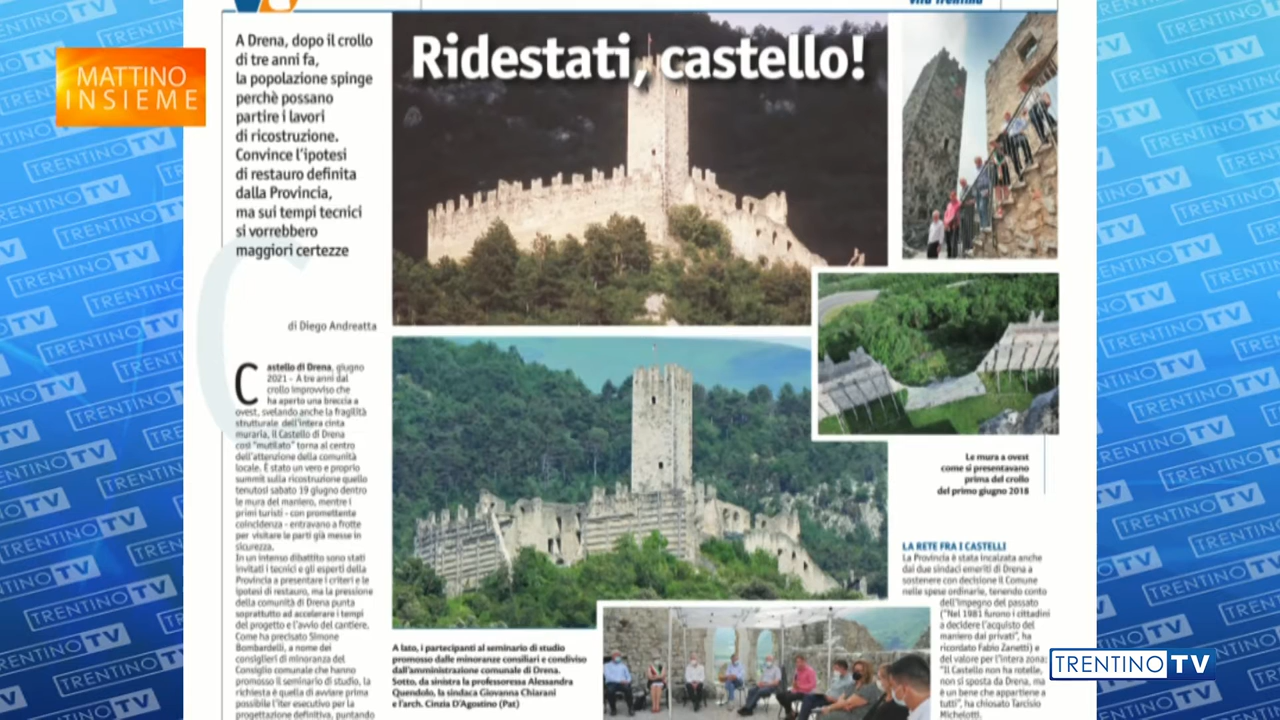 Vita Trentina
MATTINO
INSIEME
A Drena, dopo il crollo
di tre anni fa,
la popolazione spinge
perchè possano
partire i lavori
di ricostruzione.
Convince l'ipotesi
di restauro definita
dalla Provincia,
ma sui tempi tecnici
si vorrebbero
maggiori certezze
Ridestati, castello!
di Diego Andreatta
Castello di Drena, giugno
2021 - A tre anni dal
crollo improvviso che
ha aperto una breccia a
ovest, svelando anche la fragilità
strutturale dell'intera cinta
muraria, il Castello di Drena
così "mutilato" torna al centro
dell'attenzione della comunità
locale. È stato un vero e proprio
summit sulla ricostruzione quello
tenutosi sabato 19 giugno dentro
le mura del maniero, mentre i
primi turisti - con promettente
coincidenza - entravano a frotte
per visitare le parti già messe in
sicurezza.
In un intenso dibattito sono stati
invitati i tecnici e gli esperti della
Provincia a presentare i criteri e le
ipotesi di restauro, ma la pressione
della comunità di Drena punta
soprattutto ad accelerare i tempi
del progetto e l'avvio del cantiere.
Come ha precisato Simone
Bombardelli, a nome dei
consiglieri di minoranza del
Consiglio comunale che hanno
promosso il seminario di studio, la
richiesta è quella di avviare prima
possibile l'iter esecutivo per la
progettazione definitiva, puntando
A lato, i partecipanti al seminario di studio
promosso dalle minoranze consiliari e condiviso
dall'amministrazione comunale di Drena.
Sotto, da sinistra la professoressa Alessandra
Quendolo, la sindaca Giovanna Chiarani
e l'arch. Cinzia D'Agostino (Pat)
Le mura a ovest
come si presentavano
prima del crollo
del primo giugno 2018
LA RETE FRA I CASTELLI
La Provincia è stata incalzata anche
dai due sindaci emeriti di Drena a
sostenere con decisione il Comune
nelle spese ordinarie, tenendo conto
dell'impegno del passato
("Nel 1981 furono i cittadini
a decidere l'acquisto del
maniero dai privati", ha
ricordato Fabio Zanetti) e
del valore per l'intera zona:
"Il Castello non ha rotelle,
non si sposta da Drena, ma
è un bene che appartiene a
tutti", ha chiosato Tarcisio
Michelotti.
TRENTINO TV